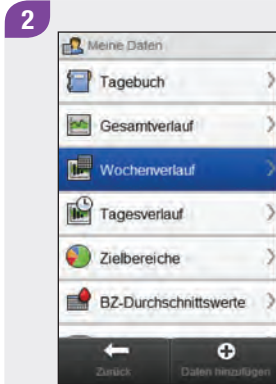 2
Meine Daten
Tagebuch
Gesamtverlauf
Wochenverlauf
Tagesverlauf
Zielbereiche
BZ-Durchschnittswerte
Zurück Daten hinzufügen